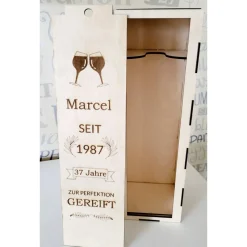 Marcel
SEIT
1987
37 Jahre
ZUR PERFEKTION
GEREIFT